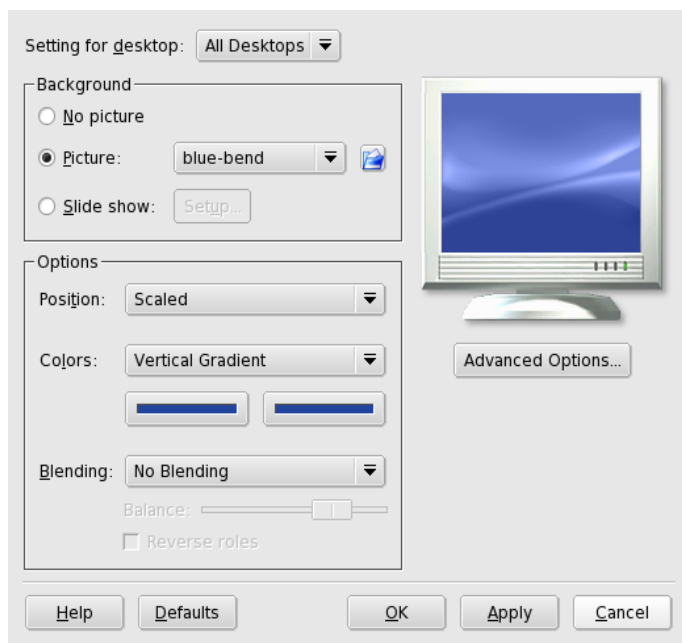 Setting for desktop: All Desktops
Background
No picture
Picture: blue-bend
Slide show: Setup...
Options
Position: Scaled
Colors: Vertical Gradient
Blending: No Blending
Balance:
Reverse roles
Advanced Options...
Help Defaults OK Apply Cancel